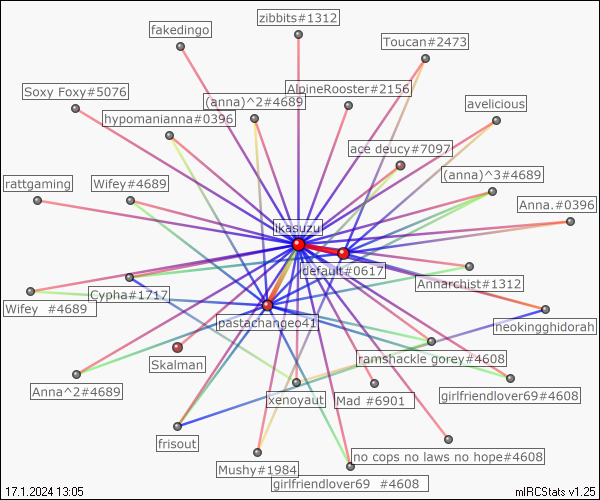 zibbits#1312
fakedingo
Toucan#2473
Soxy Foxy#5076
AlpineRooster#2156
(anna)^2#4689
avelicious
hypomanianna#0396
ace deucy#7097
(anna)^3#4689
rattgaming
Wifey#4689
Anna.#0396
ikasuzu
default#0617
Annarchist#1312
Cypha#1717
Wifey  #4689
pastachangeo41
neokingghidorah
ramshackle gorey#4608
Skalman
Anna^2#4689
xenoyaut
Mad #6901
girlfriendlover69#4608
frisout
no cops no laws no hope#4608
Mushy#1984
girlfriendlover69  #4608
17.1.2024 13:05
mIRCStats v1.25